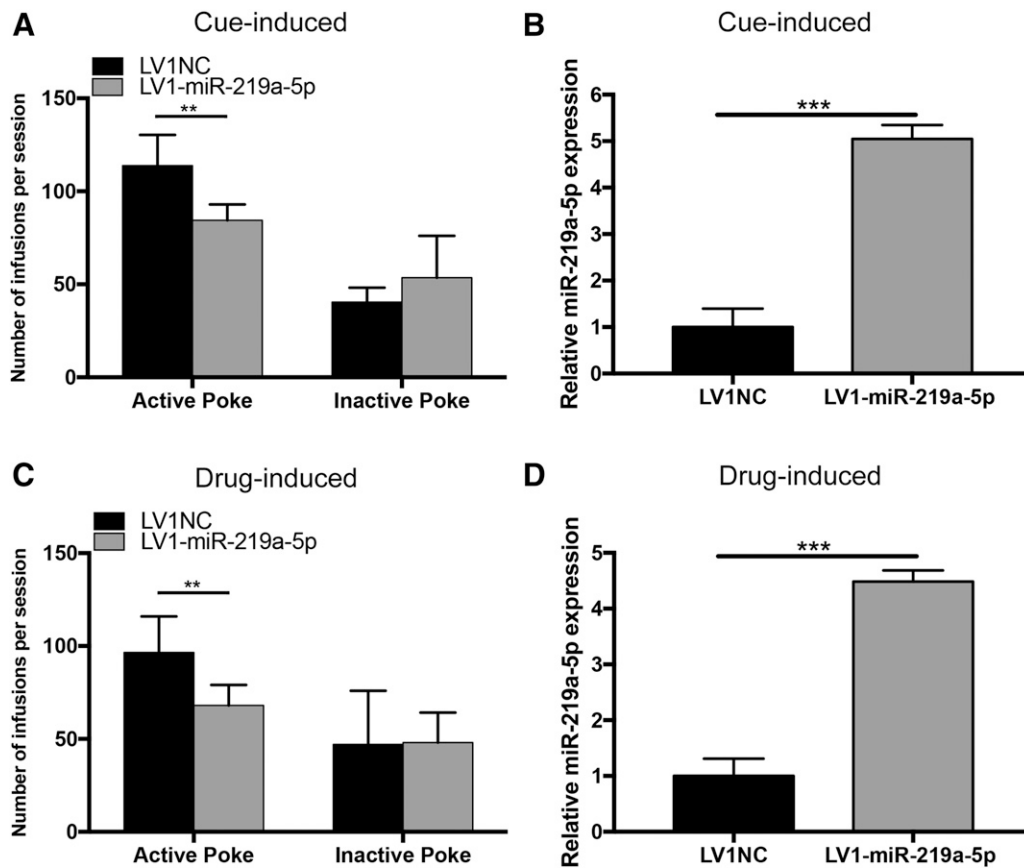 A
Cue-induced
LV1NC
LV1-miR-219a-5p
**
Number of infusions per session
150
100
50
0
Active Poke
Inactive Poke
B
Cue-induced
***
Relative miR-219a-5p expression
6
5
4
3
2
1
0
LV1NC
LV1-miR-219a-5p
C
Drug-induced
LV1NC
LV1-miR-219a-5p
**
Number of infusions per session
150
100
50
0
Active Poke
Inactive Poke
D
Drug-induced
***
Relative miR-219a-5p expression
5
4
3
2
1
0
LV1NC
LV1-miR-219a-5p